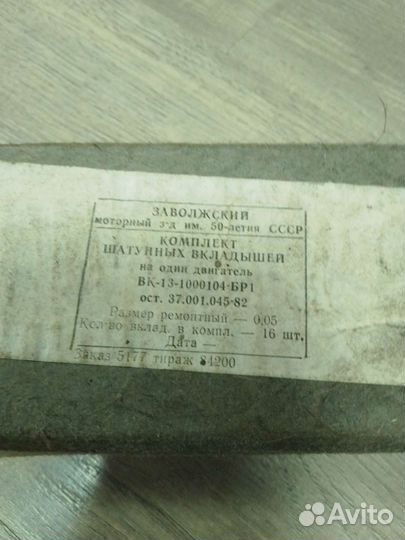 ЗАВОЛЖСКИЙ
моторный з-д им. 50-летия СССР
КОМПЛЕКТ
ШАТУННЫХ ВКЛАДЫШЕЙ
на один двигатель
ВК-13-1000104-БР1
ост. 37.001.045-82
Размер ремонтный — 0,05
Кол-во вклад. в компл. — 16 шт.
Дата —
Заказ 5177 тираж 84200
Avito